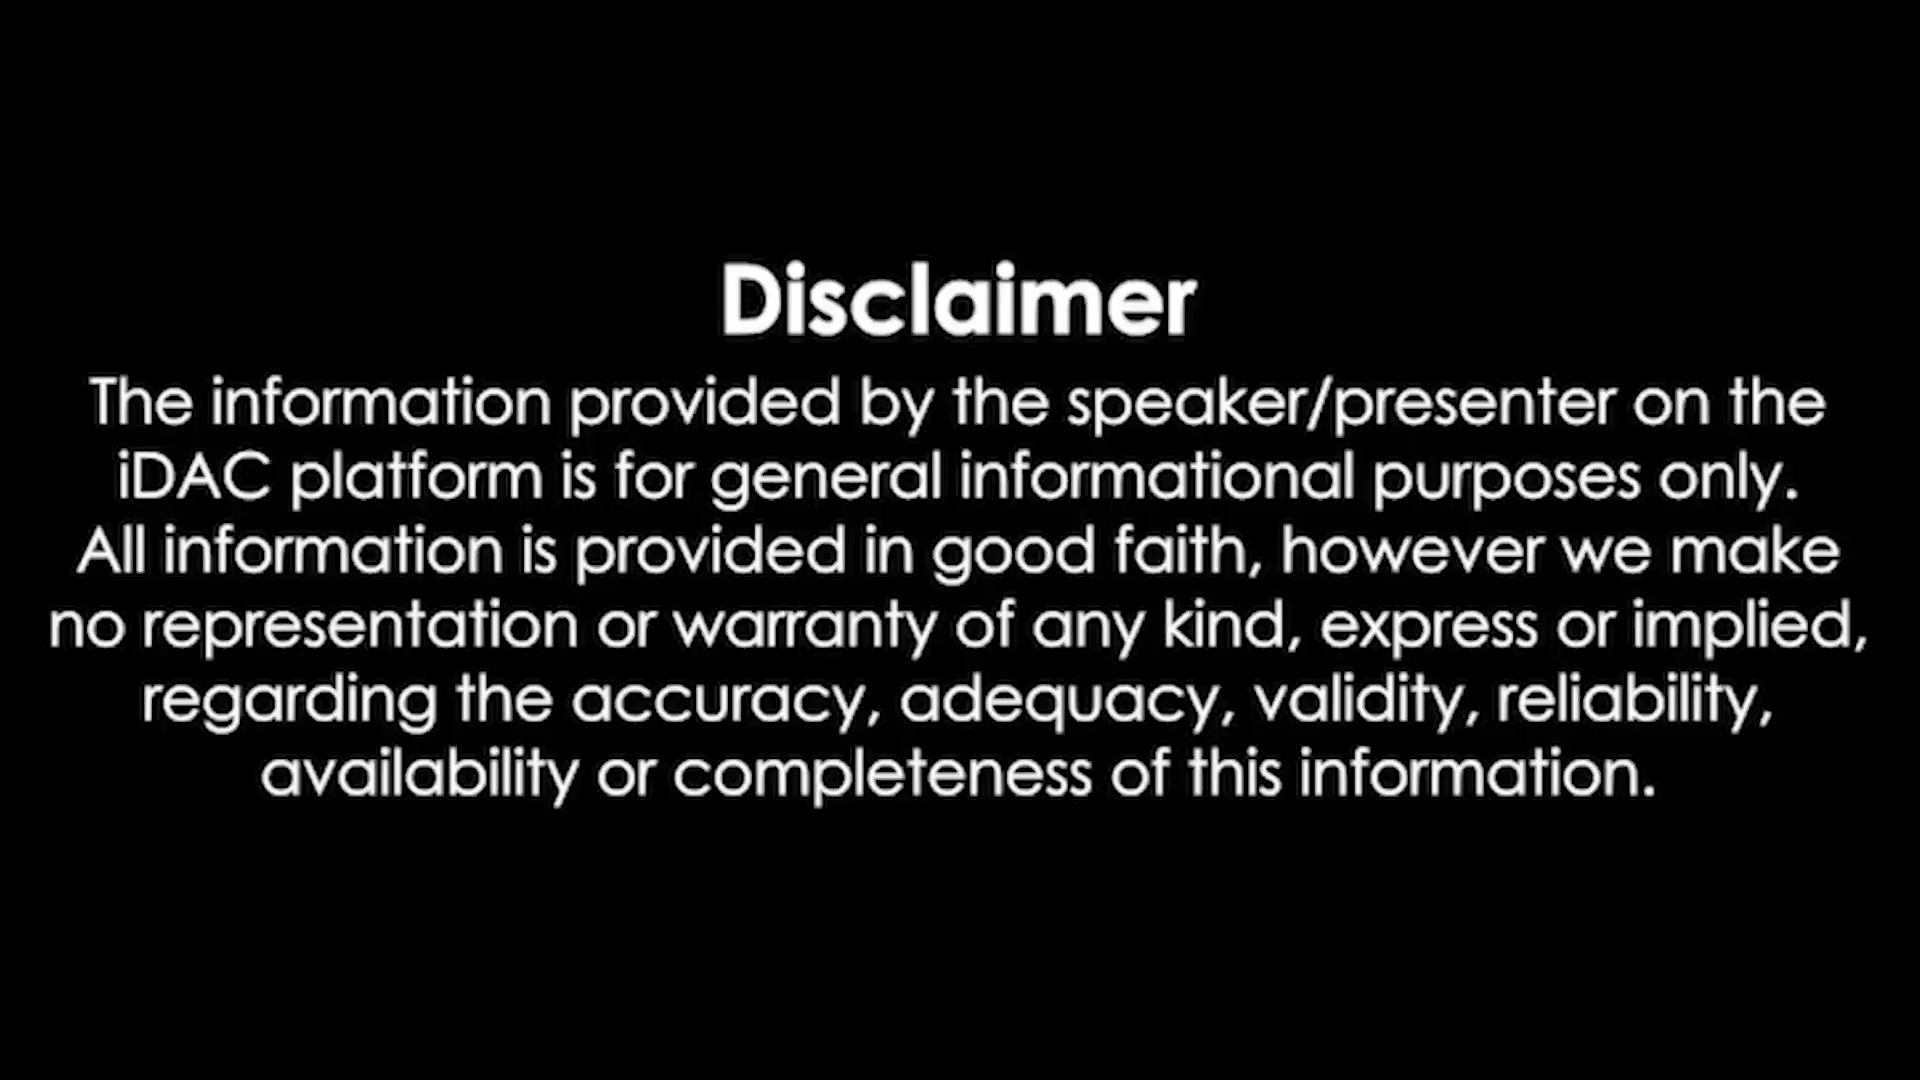 Disclaimer
The information provided by the speaker/presenter on the
iDAC platform is for general informational purposes only.
All information is provided in good faith, however we make
no representation or warranty of any kind, express or implied,
regarding the accuracy, adequacy, validity, reliability,
availability or completeness of this information.